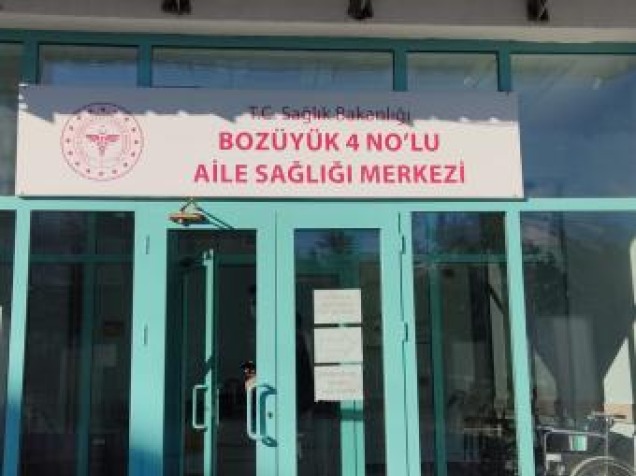 T.C. Sağlık Bakanlığı
BOZÜYÜK 4 NO'LU
AİLE SAĞLIĞI MERKEZİ